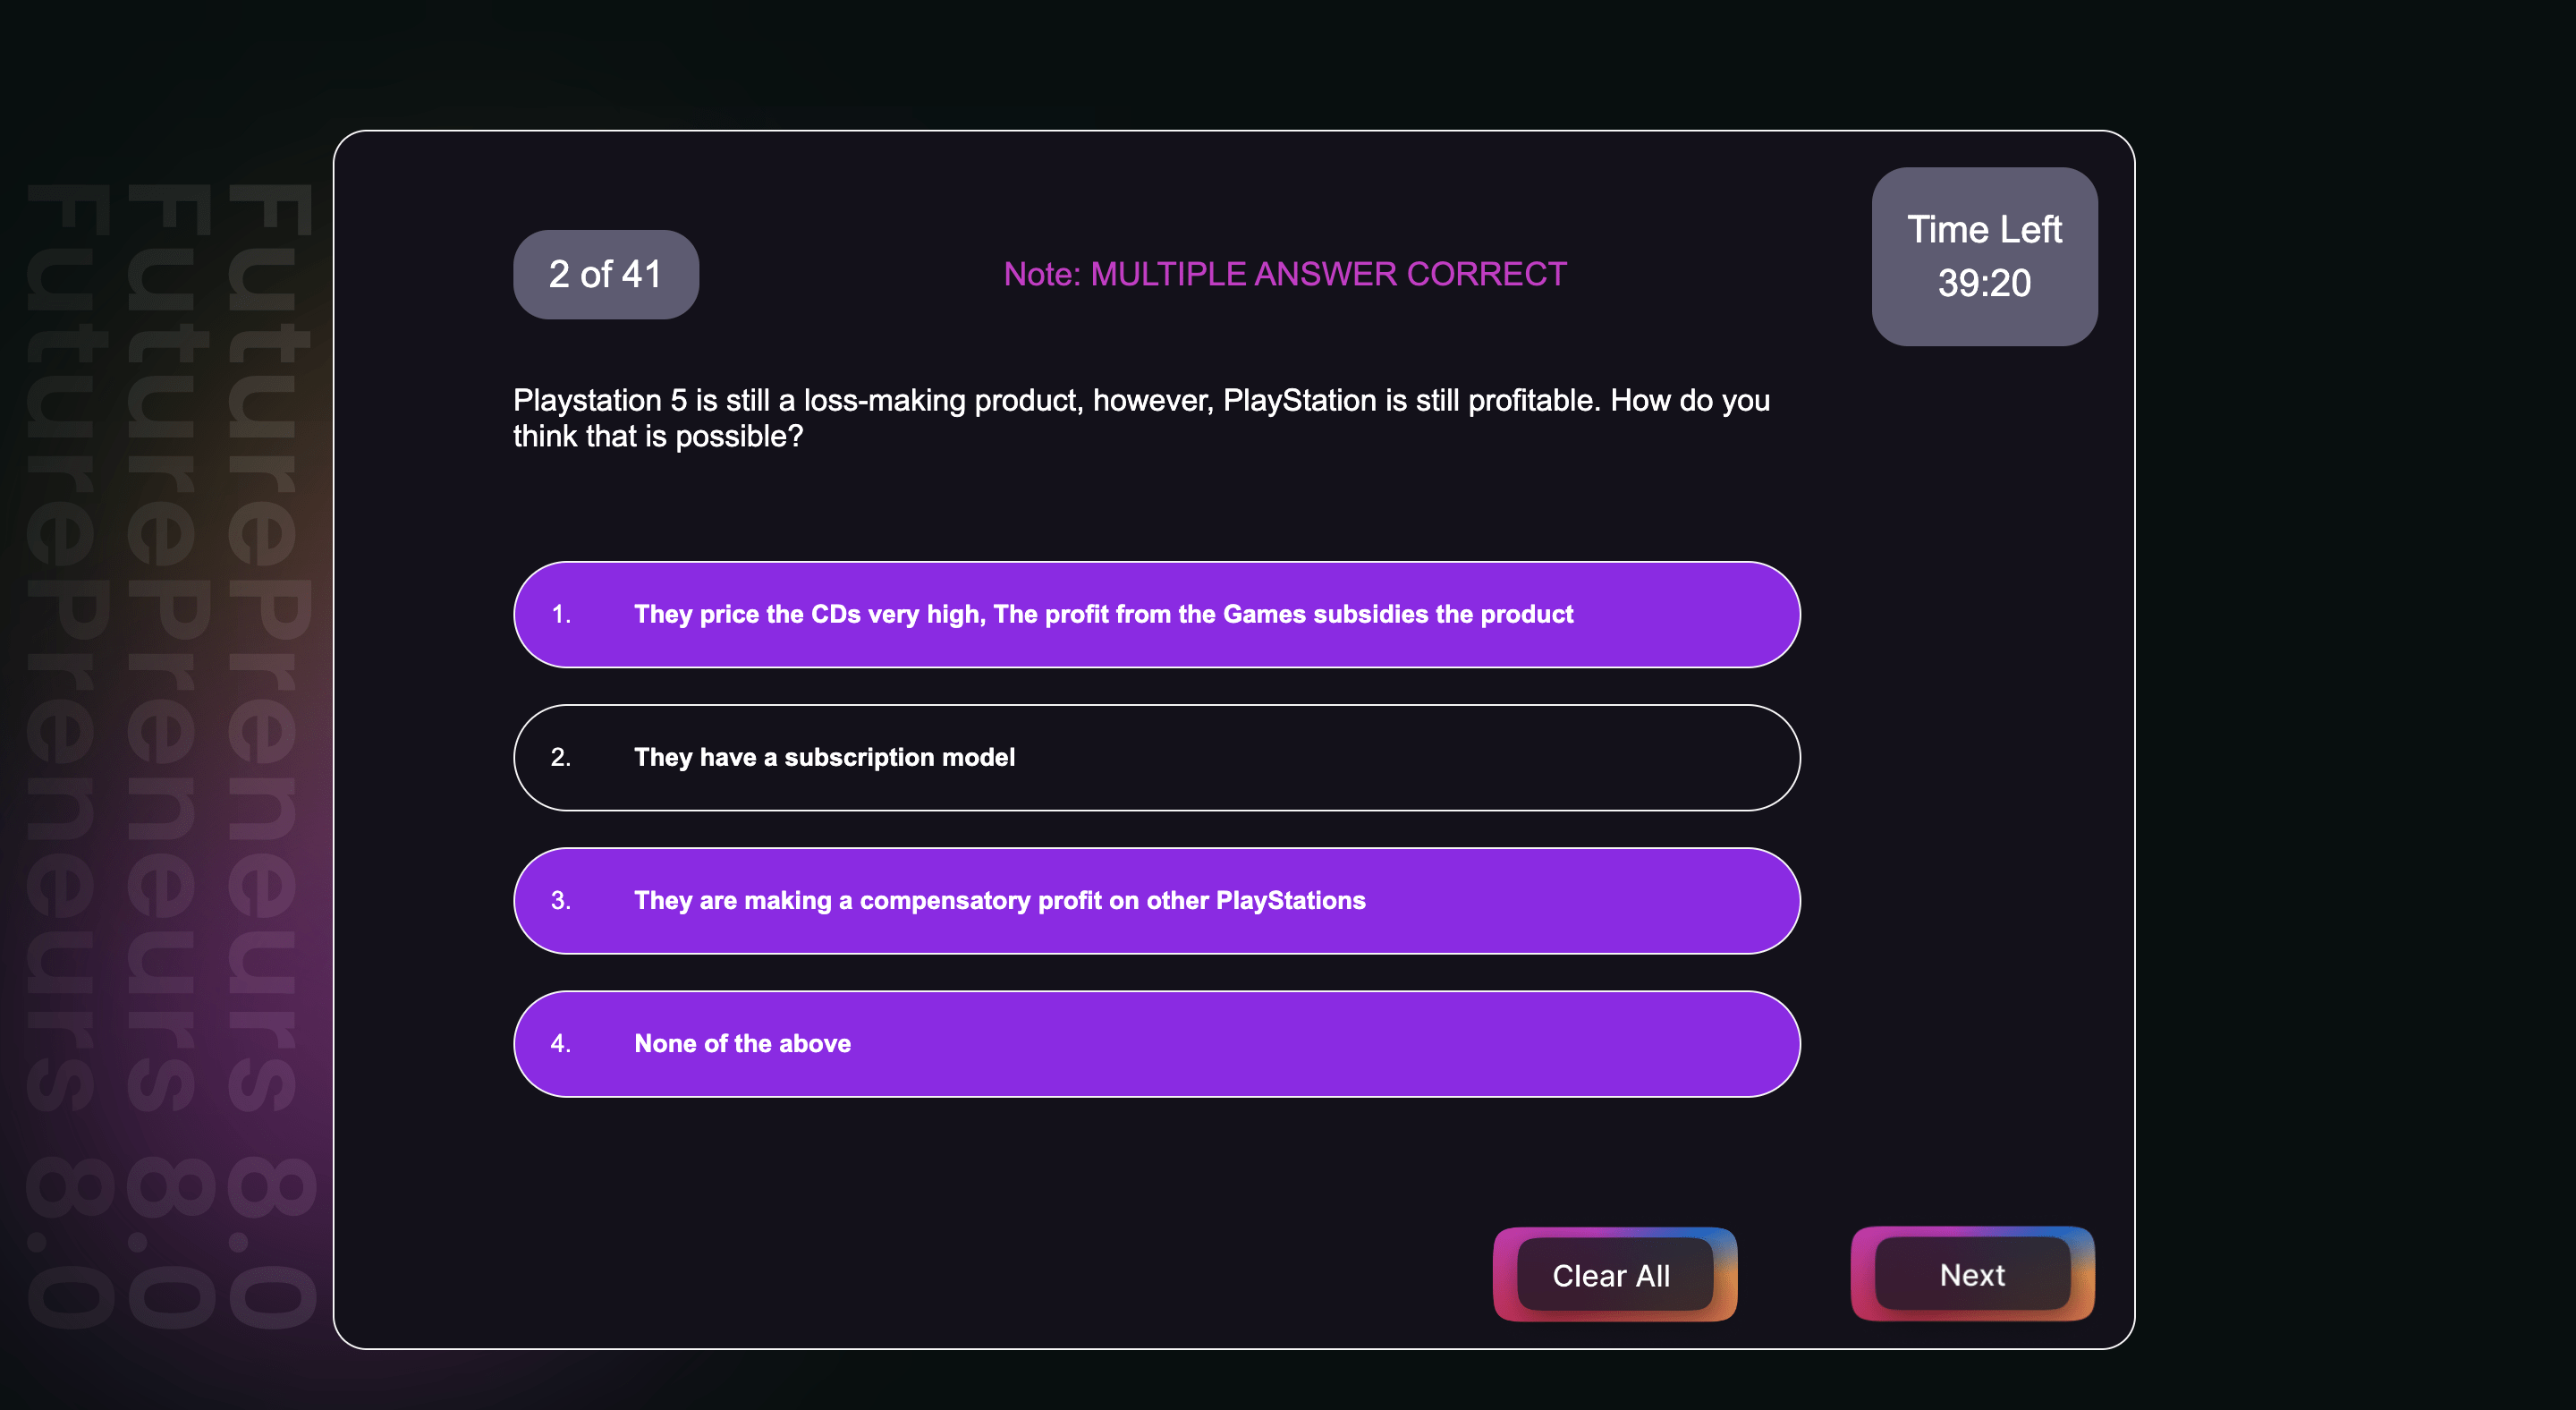 FuturePreneurs 8.0
FuturePreneurs 8.0
FuturePreneurs 8.0
2 of 41
Note: MULTIPLE ANSWER CORRECT
Time Left
39:20
Playstation 5 is still a loss-making product, however, PlayStation is still profitable. How do you
think that is possible?
1. They price the CDs very high, The profit from the Games subsidies the product
2. They have a subscription model
3. They are making a compensatory profit on other PlayStations
4. None of the above
Clear All
Next